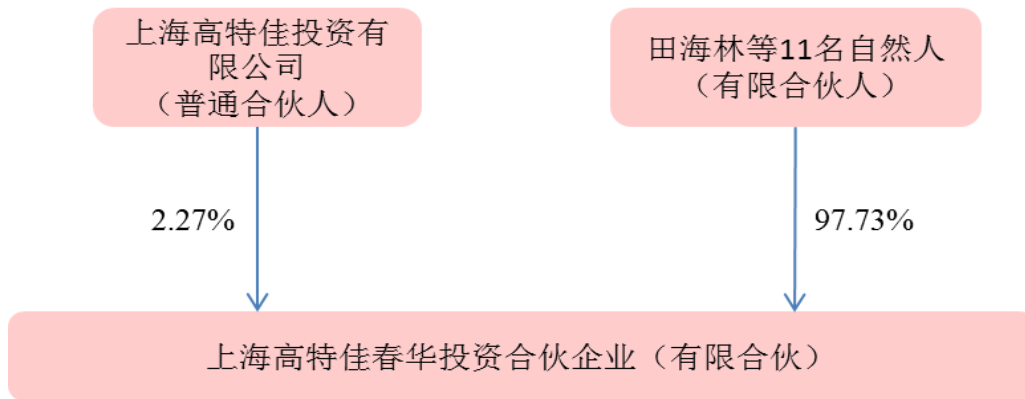 上海高特佳投资有
限公司
（普通合伙人）
田海林等11名自然人
（有限合伙人）
2.27%
97.73%
上海高特佳春华投资合伙企业（有限合伙）